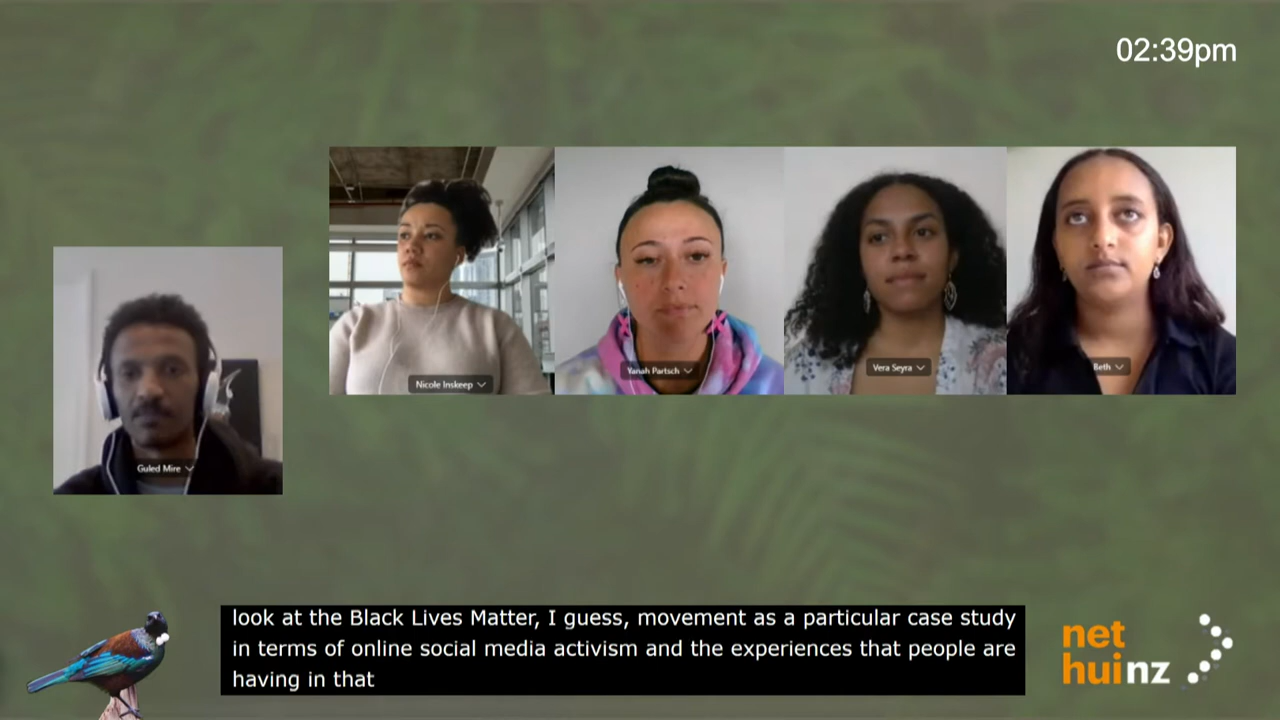 02:39pm
Nicole Inskeep
Yanah Partsch
Vera Seyra
Beth
Guled Mire
look at the Black Lives Matter, I guess, movement as a particular case study
in terms of online social media activism and the experiences that people are
having in that
net
huinz